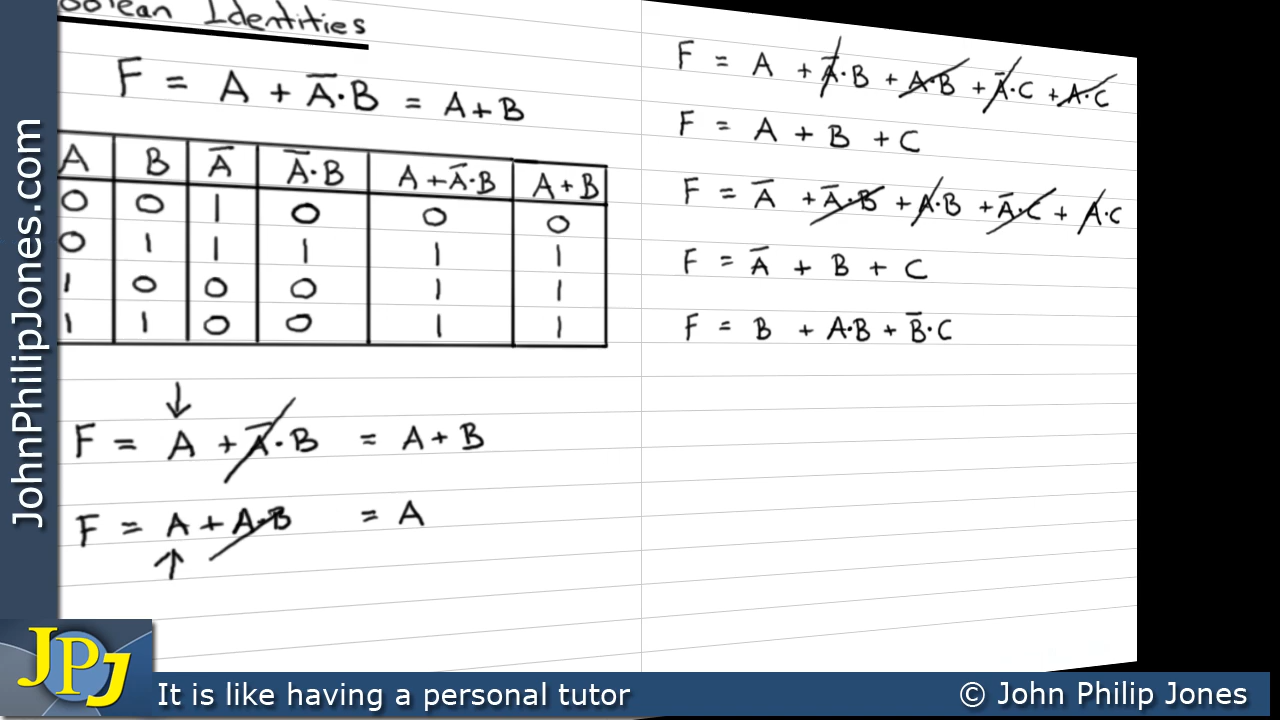 JohnPhilipJones.com
Boolean Identities
F = A + A̅·B = A+B
A B A̅ A̅·B A+A̅·B A+B
0 0 1 0 0 0
0 1 1 1 1 1
1 0 0 0 1 1
1 1 0 0 1 1
↓
F = A + A̅·B = A+B
F = A + A·B = A
↑
F = A + A̅·B + A·B + A̅·C + A·C
F = A + B + C
F = A̅ + A̅·B + A·B + A̅·C + A·C
F = A̅ + B + C
F = B + A·B + B̅·C
JPJ
It is like having a personal tutor
© John Philip Jones